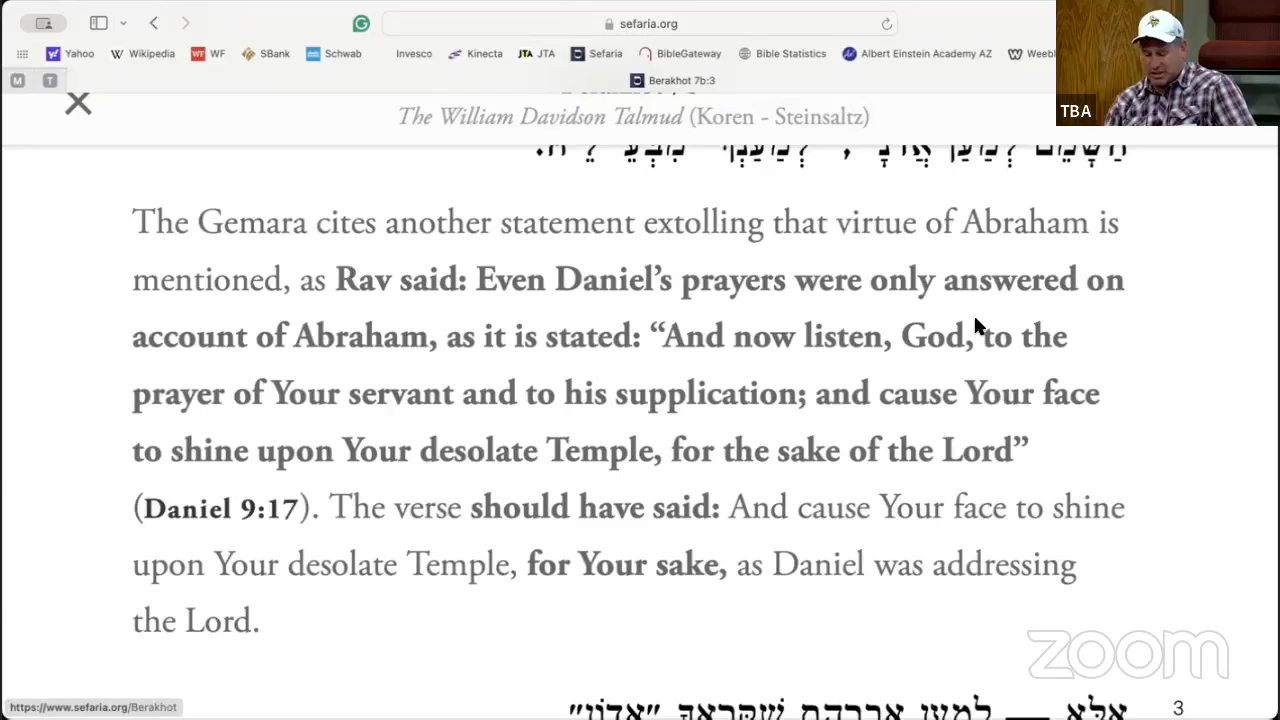 sefaria.org
Yahoo Wikipedia WF SBank Schwab Invesco Kinecta JTA JTA Sefaria BibleGateway Bible Statistics Albert Einstein Academy AZ Weebl
M T Berakhot 7b:3
TBA
The William Davidson Talmud (Koren - Steinsaltz)
The Gemara cites another statement extolling that virtue of Abraham is
mentioned, as Rav said: Even Daniel’s prayers were only answered on
account of Abraham, as it is stated: “And now listen, God, to the
prayer of Your servant and to his supplication; and cause Your face
to shine upon Your desolate Temple, for the sake of the Lord”
(Daniel 9:17). The verse should have said: And cause Your face to shine
upon Your desolate Temple, for Your sake, as Daniel was addressing
the Lord.
zoom
https://www.sefaria.org/Berakhot
אֶלָּא — לְמַעַן אַבְרָהָם שֶׁקְּרָאֲךָ ״אָדוֹן״ 3